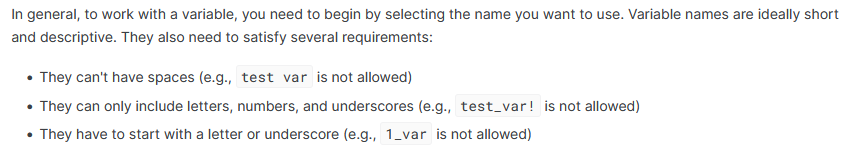 In general, to work with a variable, you need to begin by selecting the name you want to use. Variable names are ideally short
and descriptive. They also need to satisfy several requirements:
• They can't have spaces (e.g., test var is not allowed)
• They can only include letters, numbers, and underscores (e.g., test_var! is not allowed)
• They have to start with a letter or underscore (e.g., 1_var is not allowed)